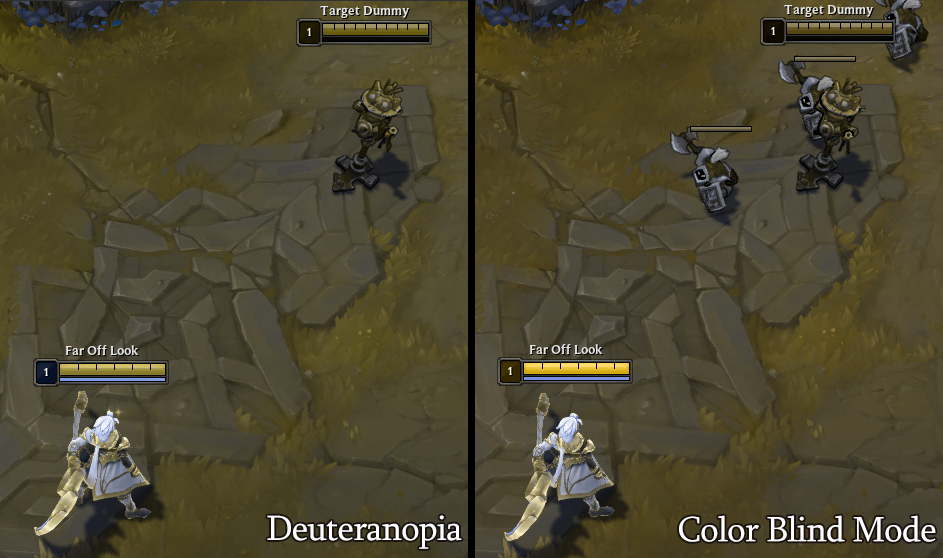 Target Dummy
1
Far Off Look
1
Deuteranopia
Target Dummy
1
Far Off Look
1
Color Blind Mode